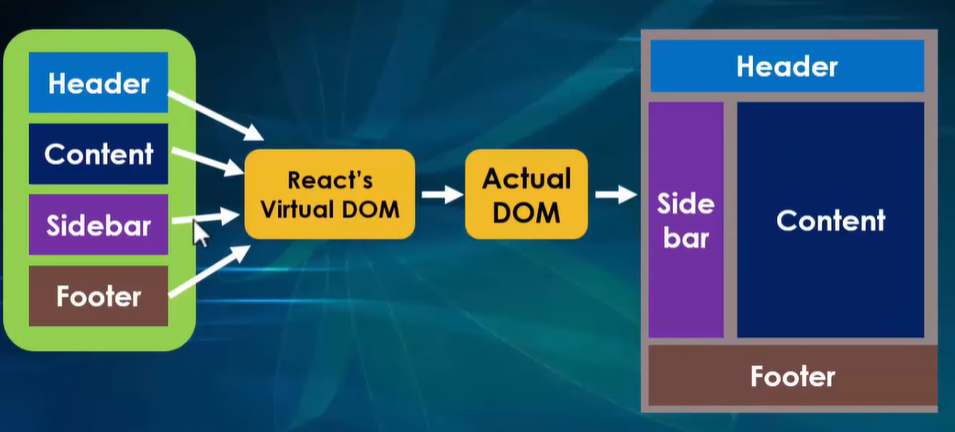 Header
Content
Sidebar
Footer
React's
Virtual DOM
Actual
DOM
Header
Side
bar
Content
Footer